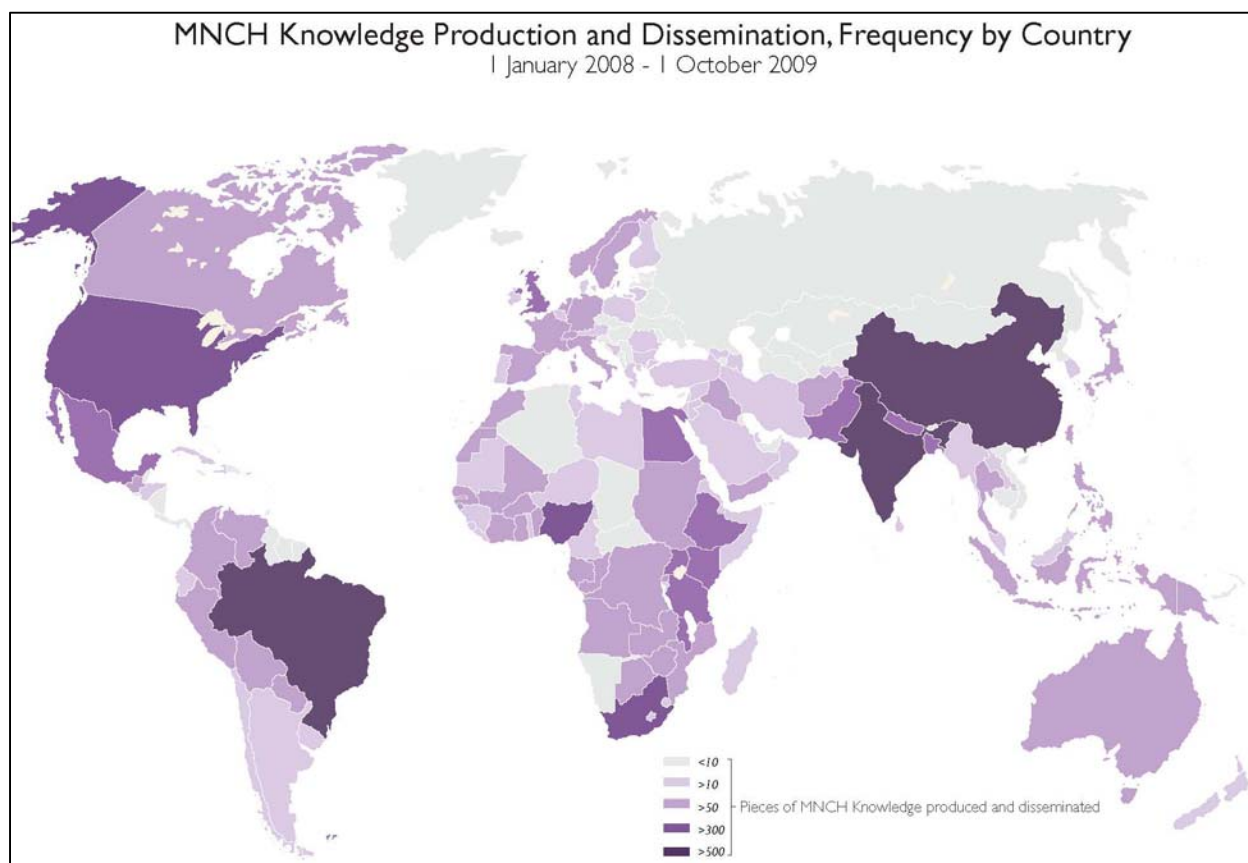 MNCH Knowledge Production and Dissemination, Frequency by Country
1 January 2008 - 1 October 2009
<10
>10
>50
>300
>500
Pieces of MNCH Knowledge produced and disseminated